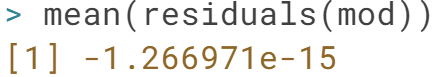 > mean(residuals(mod))
[1] -1.266971e-15